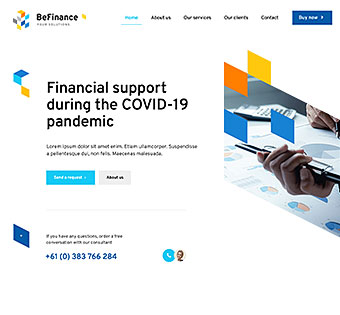 BeFinance
YOUR SOLUTIONS
Home About us Our services Our clients Contact Buy now
Financial support
during the COVID-19
pandemic
Lorem ipsum dolor sit amet enim. Etiam ullamcorper. Suspendisse
a pellentesque dui, non felis. Maecenas malesuada.
Send a request About us
If you have any questions, order a free
conversation with our consultant
+61 (0) 383 766 284